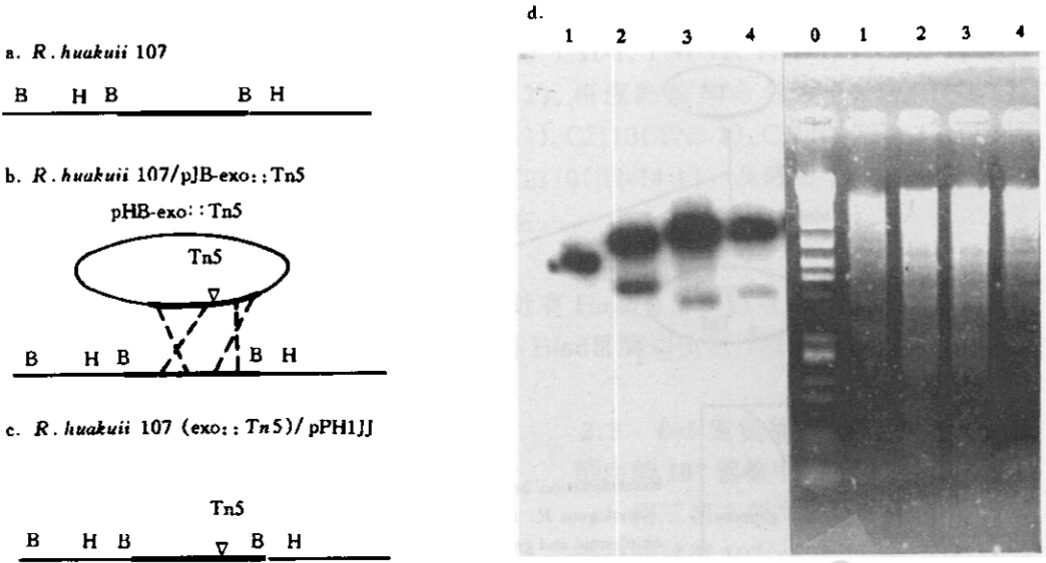 a. R. huakuii 107
B H B B H
b. R. huakuii 107/pJB-exo::Tn5
pHB-exo::Tn5
Tn5
B H B B H
c. R. huakuii 107 (exo::Tn5)/pPH1JJ
Tn5
B H B B H
d.
1 2 3 4 0 1 2 3 4